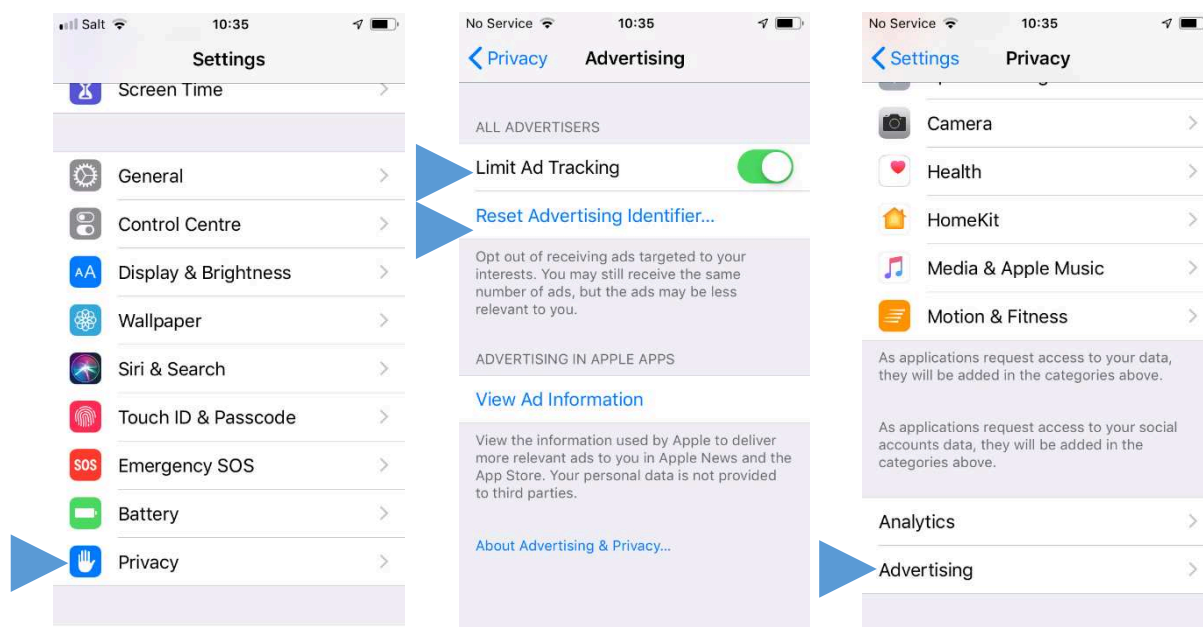 Salt 10:35
Settings
Screen Time
General
Control Centre
AA Display & Brightness
Wallpaper
Siri & Search
Touch ID & Passcode
SOS Emergency SOS
Battery
Privacy
No Service 10:35
Privacy Advertising
ALL ADVERTISERS
Limit Ad Tracking
Reset Advertising Identifier...
Opt out of receiving ads targeted to your
interests. You may still receive the same
number of ads, but the ads may be less
relevant to you.
ADVERTISING IN APPLE APPS
View Ad Information
View the information used by Apple to deliver
more relevant ads to you in Apple News and the
App Store. Your personal data is not provided
to third parties.
About Advertising & Privacy...
No Service 10:35
Settings Privacy
Camera
Health
HomeKit
Media & Apple Music
Motion & Fitness
As applications request access to your data,
they will be added in the categories above.
As applications request access to your social
accounts data, they will be added in the
categories above.
Analytics
Advertising